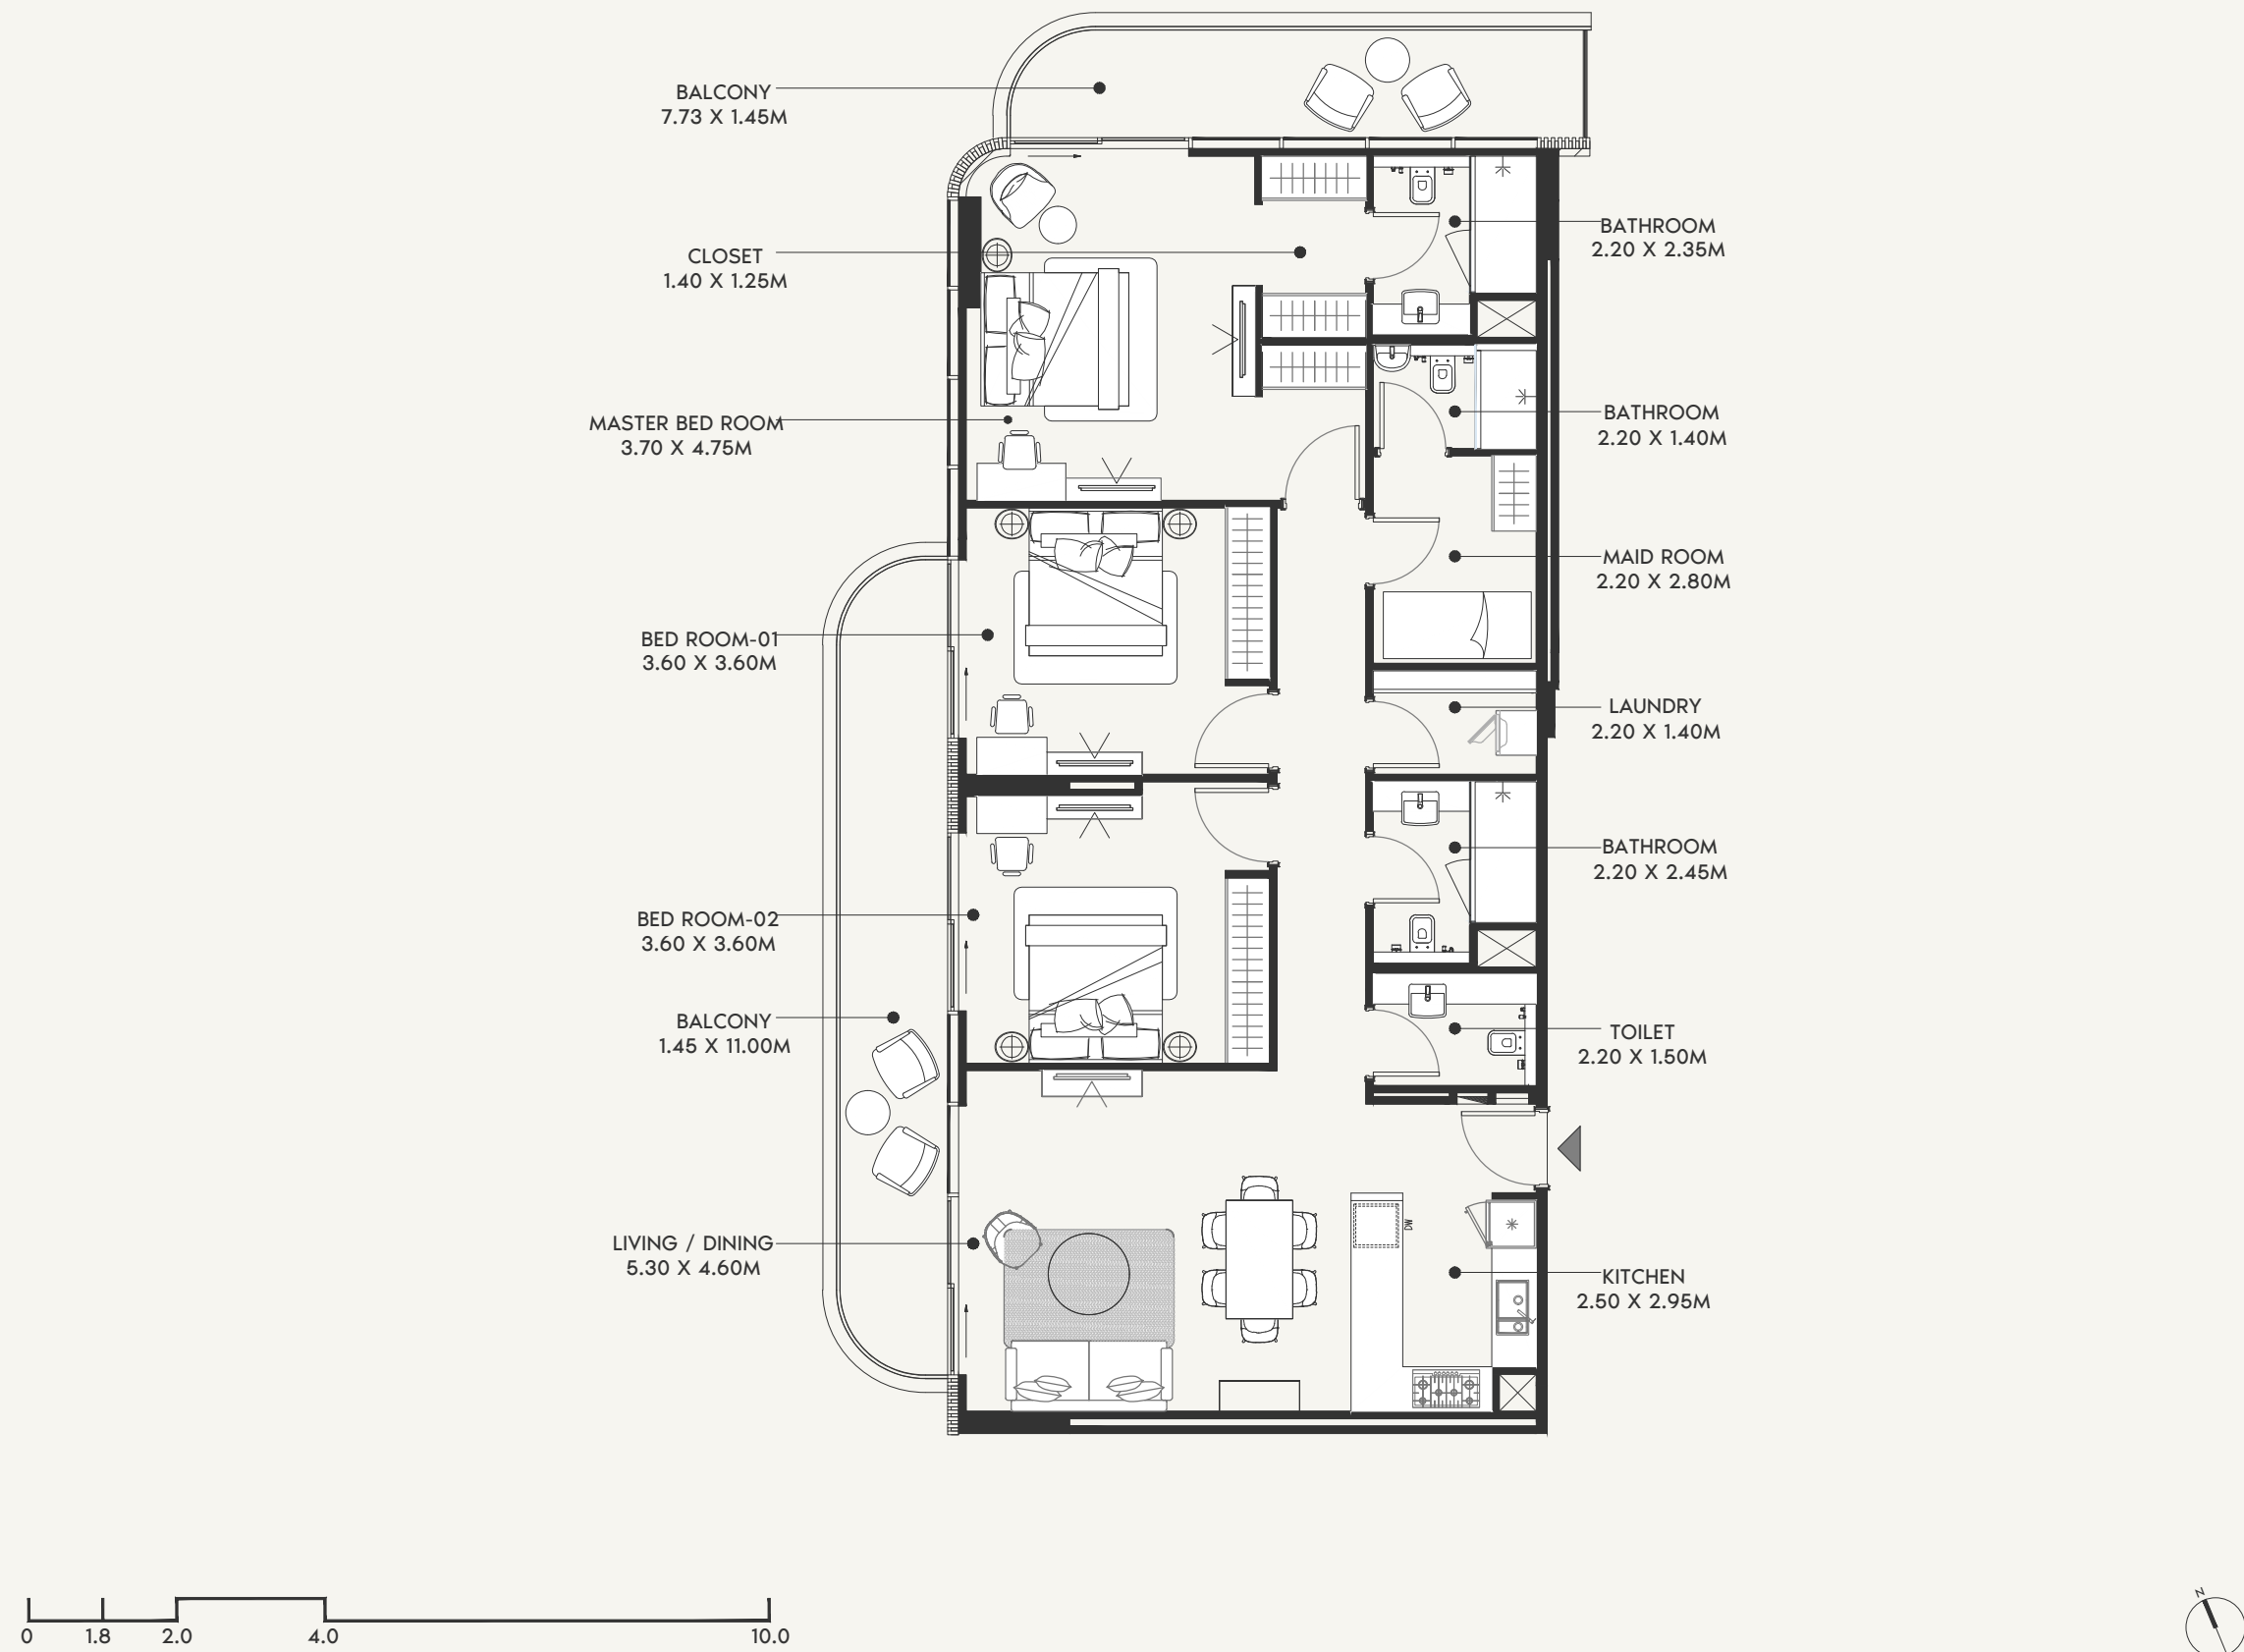 BALCONY
7.73 X 1.45M
BATHROOM
2.20 X 2.35M
CLOSET
1.40 X 1.25M
BATHROOM
2.20 X 1.40M
MASTER BED ROOM
3.70 X 4.75M
MAID ROOM
2.20 X 2.80M
BED ROOM-01
3.60 X 3.60M
LAUNDRY
2.20 X 1.40M
BATHROOM
2.20 X 2.45M
BED ROOM-02
3.60 X 3.60M
BALCONY
1.45 X 11.00M
TOILET
2.20 X 1.50M
DW
LIVING / DINING
5.30 X 4.60M
KITCHEN
2.50 X 2.95M
N
0 1.8 2.0 4.0 10.0